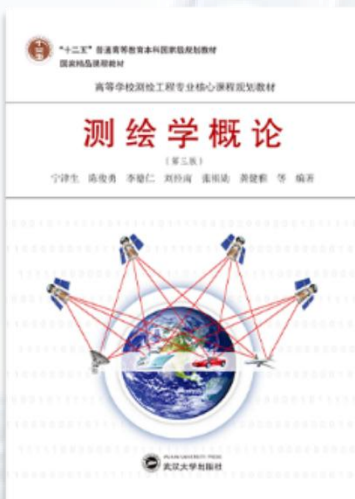 "十二五"普通高等教育本科国家级规划教材
国家精品课程教材
高等学校测绘工程专业核心课程规划教材
测绘学概论
（第三版）
宁津生 陈俊勇 李德仁 刘经南 张祖勋 龚健雅 等 编著
WUHAN UNIVERSITY PRESS
武汉大学出版社